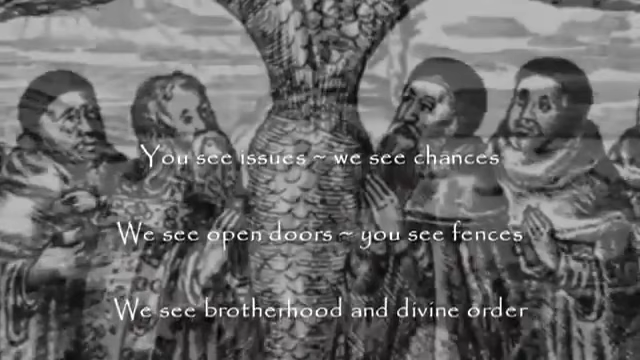 You see issues ~ we see chances
We see open doors ~ you see fences
We see brotherhood and divine order